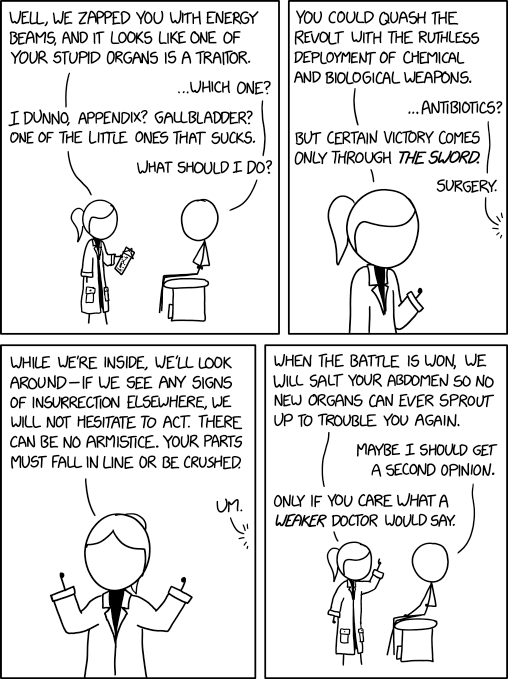 WELL, WE ZAPPED YOU WITH ENERGY
BEAMS, AND IT LOOKS LIKE ONE OF
YOUR STUPID ORGANS IS A TRAITOR.
...WHICH ONE?
I DUNNO, APPENDIX? GALLBLADDER?
ONE OF THE LITTLE ONES THAT SUCKS.
WHAT SHOULD I DO?
YOU COULD QUASH THE
REVOLT WITH THE RUTHLESS
DEPLOYMENT OF CHEMICAL
AND BIOLOGICAL WEAPONS.
...ANTIBIOTICS?
BUT CERTAIN VICTORY COMES
ONLY THROUGH THE SWORD.
SURGERY.
WHILE WE'RE INSIDE, WE'LL LOOK
AROUND—IF WE SEE ANY SIGNS
OF INSURRECTION ELSEWHERE, WE
WILL NOT HESITATE TO ACT. THERE
CAN BE NO ARMISTICE. YOUR PARTS
MUST FALL IN LINE OR BE CRUSHED.
UM.
WHEN THE BATTLE IS WON, WE
WILL SALT YOUR ABDOMEN SO NO
NEW ORGANS CAN EVER SPROUT
UP TO TROUBLE YOU AGAIN.
MAYBE I SHOULD GET
A SECOND OPINION.
ONLY IF YOU CARE WHAT A
WEAKER DOCTOR WOULD SAY.